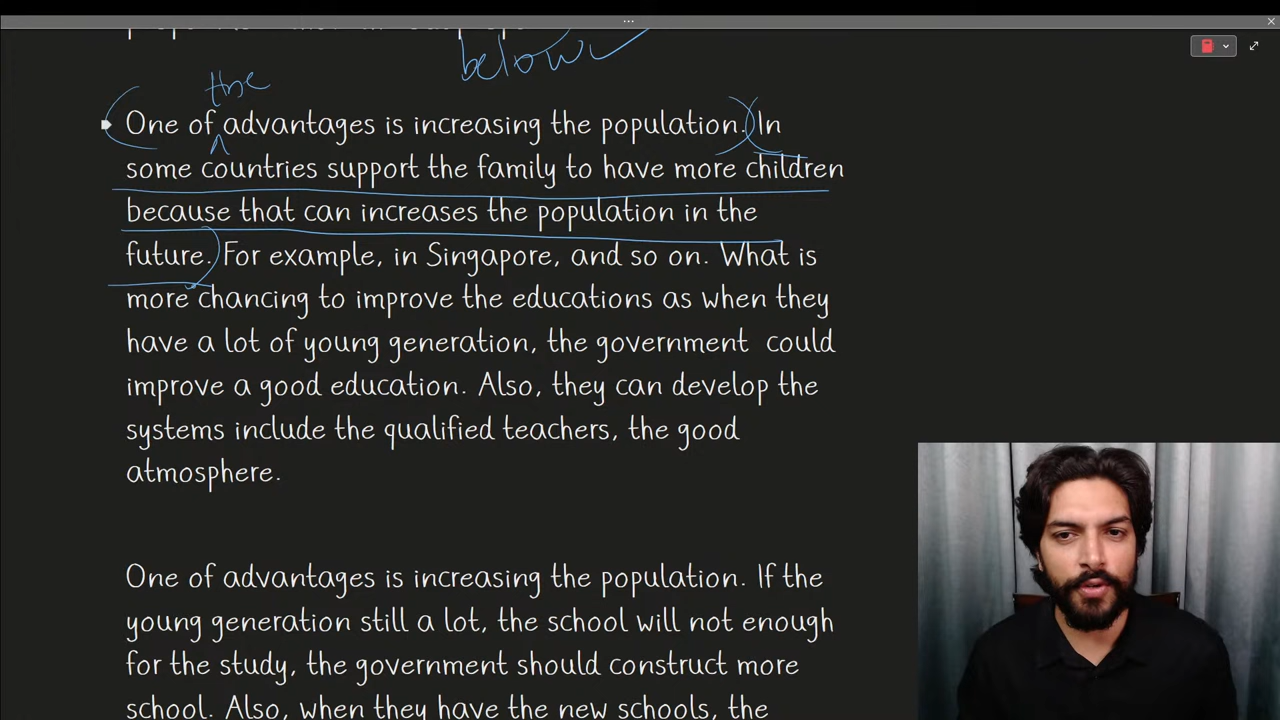 below
the
One of advantages is increasing the population. In
some countries support the family to have more children
because that can increases the population in the
future. For example, in Singapore, and so on. What is
more chancing to improve the educations as when they
have a lot of young generation, the government could
improve a good education. Also, they can develop the
systems include the qualified teachers, the good
atmosphere.
One of advantages is increasing the population. If the
young generation still a lot, the school will not enough
for the study, the government should construct more
school. Also, when they have the new schools, the